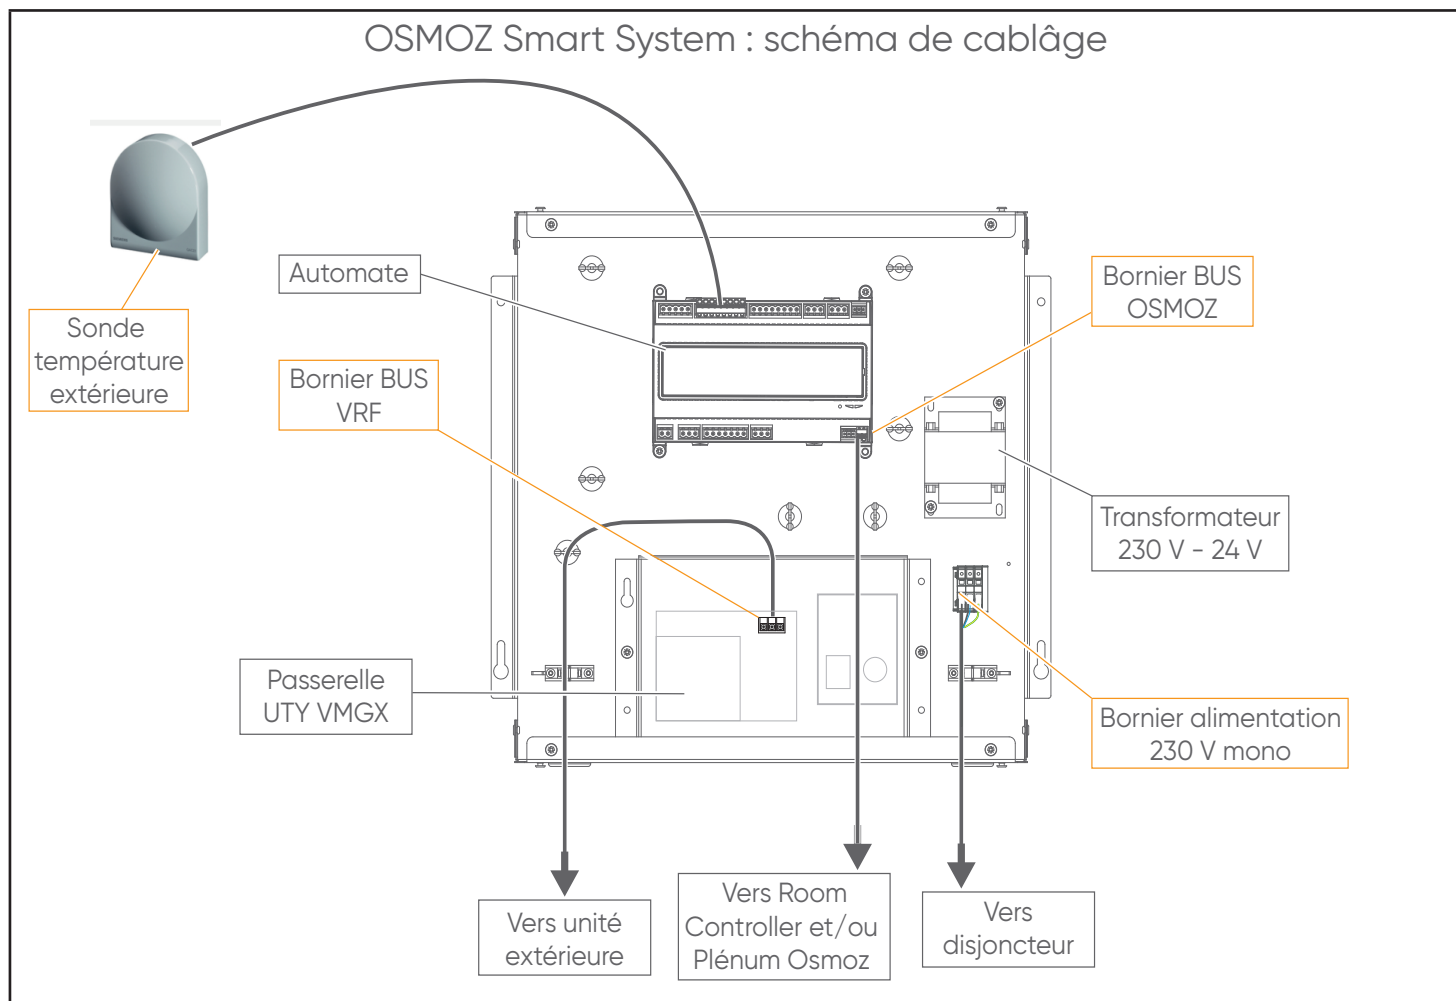 OSMOZ Smart System : schéma de cablâge
Automate
Bornier BUS
OSMOZ
Sonde
température
extérieure
Bornier BUS
VRF
Transformateur
230 V - 24 V
Passerelle
UTY VMGX
Bornier alimentation
230 V mono
Vers unité
extérieure
Vers Room
Controller et/ou
Plénum Osmoz
Vers
disjoncteur